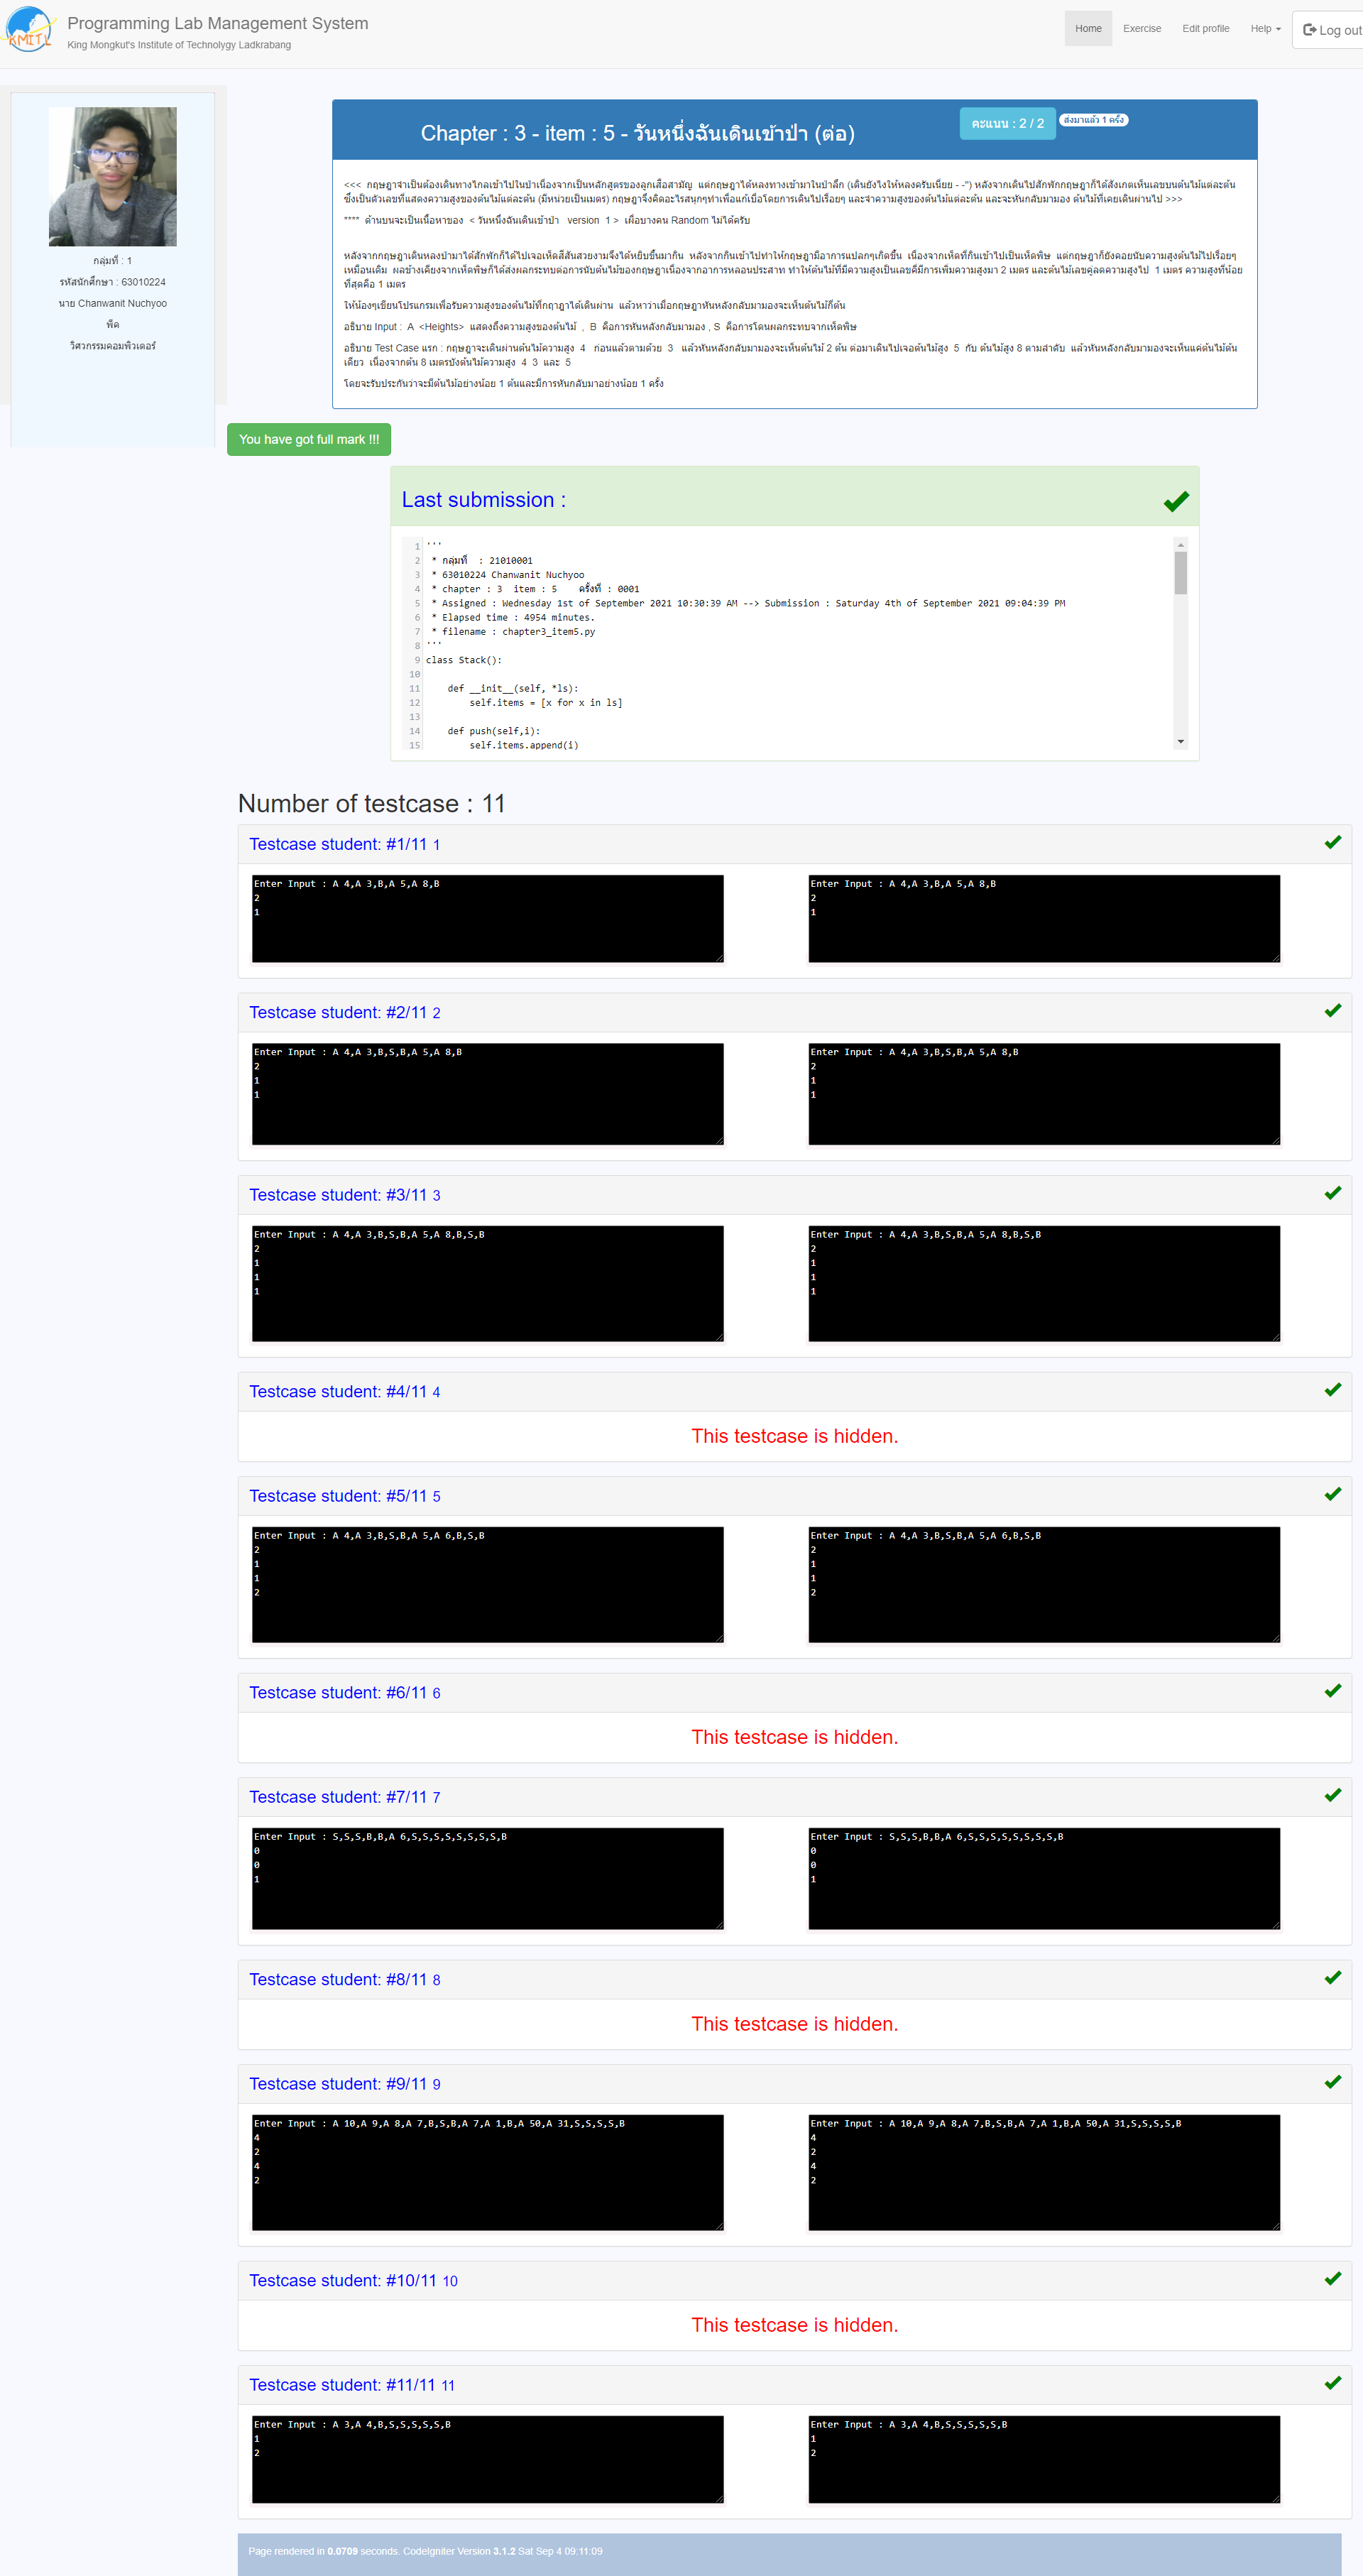 KMITL
Programming Lab Management System
King Mongkut's Institute of Technolygy Ladkrabang
Home
Exercise
Edit profile
Help
Log out
กลุ่มที่ : 1
รหัสนักศึกษา : 63010224
นาย Chanwanit Nuchyoo
พีค
วิศวกรรมคอมพิวเตอร์
Chapter : 3 - item : 5 - วันหนึ่งฉันเดินเข้าป่า (ต่อ)
คะแนน : 2 / 2
ส่งมาแล้ว 1 ครั้ง
<<< กฤษฎาจำเป็นต้องเดินทางไกลเข้าไปในป่าเนื่องจากเป็นหลักสูตรของลูกเสือสามัญ แต่กฤษฎาได้หลงทางเข้ามาในป่าลึก (เดินยังไงให้หลงครับเนี่ยย - -") หลังจากเดินไปสักพักกฤษฎาก็ได้สังเกตเห็นเลขบนต้นไม้แต่ละต้น
ซึ่งเป็นตัวเลขที่แสดงความสูงของต้นไม้แต่ละต้น (มีหน่วยเป็นเมตร) กฤษฎาจึงคิดอะไรสนุกๆทำเพื่อแก้เบื่อโดยการเดินไปเรื่อยๆ และจำความสูงของต้นไม้แต่ละต้น และจะหันกลับมามอง ต้นไม้ที่เคยเดินผ่านไป >>>
**** ด้านบนจะเป็นเนื้อหาของ < วันหนึ่งฉันเดินเข้าป่า version 1 > เผื่อบางคน Random ไม่ได้ครับ
หลังจากกฤษฎาเดินหลงป่ามาได้สักพักก็ได้ไปเจอเห็ดสีสันสวยงามจึงได้หยิบขึ้นมากิน หลังจากกินเข้าไปทำให้กฤษฎามีอาการแปลกๆเกิดขึ้น เนื่องจากเห็ดที่กินเข้าไปเป็นเห็ดพิษ แต่กฤษฎาก็ยังคอยนับความสูงต้นไม้ไปเรื่อยๆ
เหมือนเดิม ผลข้างเคียงจากเห็ดพิษก็ได้ส่งผลกระทบต่อการนับต้นไม้ของกฤษฎาเนื่องจากอาการหลอนประสาท ทำให้ต้นไม้ที่มีความสูงเป็นเลขคี่มีการเพิ่มความสูงมา 2 เมตร และต้นไม้เลขคู่ลดความสูงไป 1 เมตร ความสูงที่น้อย
ที่สุดคือ 1 เมตร
ให้น้องๆเขียนโปรแกรมเพื่อรับความสูงของต้นไม้ที่กฤฎาได้เดินผ่าน แล้วหาว่าเมื่อกฤษฎาหันหลังกลับมามองจะเห็นต้นไม้กี่ต้น
อธิบาย Input : A <Heights> แสดงถึงความสูงของต้นไม้ , B คือการหันหลังกลับมามอง , S คือการโดนผลกระทบจากเห็ดพิษ
อธิบาย Test Case แรก : กฤษฎาจะเดินผ่านต้นไม้ความสูง 4 ก่อนแล้วตามด้วย 3 แล้วหันหลังกลับมามองจะเห็นต้นไม้ 2 ต้น ต่อมาเดินไปเจอต้นไม้สูง 5 กับ ต้นไม้สูง 8 ตามลำดับ แล้วหันหลังกลับมามองจะเห็นแค่ต้นไม้ต้น
เดียว เนื่องจากต้น 8 เมตรบังต้นไม้ความสูง 4 3 และ 5
โดยจะรับประกันว่าจะมีต้นไม้อย่างน้อย 1 ต้นและมีการหันกลับมาอย่างน้อย 1 ครั้ง
You have got full mark !!!
Last submission :
1 '''
2 * กลุ่มที่ : 21010001
3 * 63010224 Chanwanit Nuchyoo
4 * chapter : 3 item : 5 ครั้งที่ : 0001
5 * Assigned : Wednesday 1st of September 2021 10:30:39 AM --> Submission : Saturday 4th of September 2021 09:04:39 PM
6 * Elapsed time : 4954 minutes.
7 * filename : chapter3_item5.py
8 '''
9 class Stack():
10
11 def __init__(self, *ls):
12 self.items = [x for x in ls]
13
14 def push(self,i):
15 self.items.append(i)
Number of testcase : 11
Testcase student: #1/11 1
Enter Input : A 4,A 3,B,A 5,A 8,B
2
1
Enter Input : A 4,A 3,B,A 5,A 8,B
2
1
Testcase student: #2/11 2
Enter Input : A 4,A 3,B,S,B,A 5,A 8,B
2
1
1
Enter Input : A 4,A 3,B,S,B,A 5,A 8,B
2
1
1
Testcase student: #3/11 3
Enter Input : A 4,A 3,B,S,B,A 5,A 8,B,S,B
2
1
1
1
Enter Input : A 4,A 3,B,S,B,A 5,A 8,B,S,B
2
1
1
1
Testcase student: #4/11 4
This testcase is hidden.
Testcase student: #5/11 5
Enter Input : A 4,A 3,B,S,B,A 5,A 6,B,S,B
2
1
1
2
Enter Input : A 4,A 3,B,S,B,A 5,A 6,B,S,B
2
1
1
2
Testcase student: #6/11 6
This testcase is hidden.
Testcase student: #7/11 7
Enter Input : S,S,S,B,B,A 6,S,S,S,S,S,S,S,S,B
0
0
1
Enter Input : S,S,S,B,B,A 6,S,S,S,S,S,S,S,S,B
0
0
1
Testcase student: #8/11 8
This testcase is hidden.
Testcase student: #9/11 9
Enter Input : A 10,A 9,A 8,A 7,B,S,B,A 7,A 1,B,A 50,A 31,S,S,S,S,B
4
2
4
2
Enter Input : A 10,A 9,A 8,A 7,B,S,B,A 7,A 1,B,A 50,A 31,S,S,S,S,B
4
2
4
2
Testcase student: #10/11 10
This testcase is hidden.
Testcase student: #11/11 11
Enter Input : A 3,A 4,B,S,S,S,S,S,B
1
2
Enter Input : A 3,A 4,B,S,S,S,S,S,B
1
2
Page rendered in 0.0709 seconds. CodeIgniter Version 3.1.2 Sat Sep 4 09:11:09